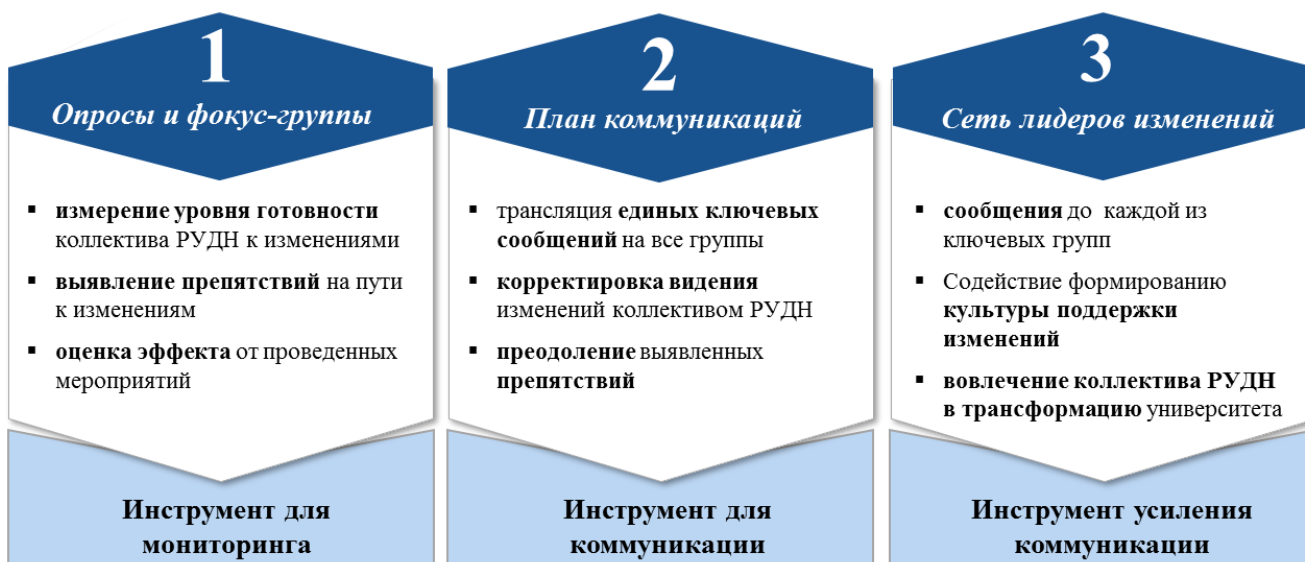 1
Опросы и фокус-группы
▪ измерение уровня готовности
коллектива РУДН к изменениями
▪ выявление препятствий на пути
к изменениям
▪ оценка эффекта от проведенных
мероприятий
Инструмент для
мониторинга
2
План коммуникаций
▪ трансляция единых ключевых
сообщений на все группы
▪ корректировка видения
изменений коллективом РУДН
▪ преодоление выявленных
препятствий
Инструмент для
коммуникации
3
Сеть лидеров изменений
▪ сообщения до каждой из
ключевых групп
▪ Содействие формированию
культуры поддержки
изменений
▪ вовлечение коллектива РУДН
в трансформацию университета
Инструмент усиления
коммуникации